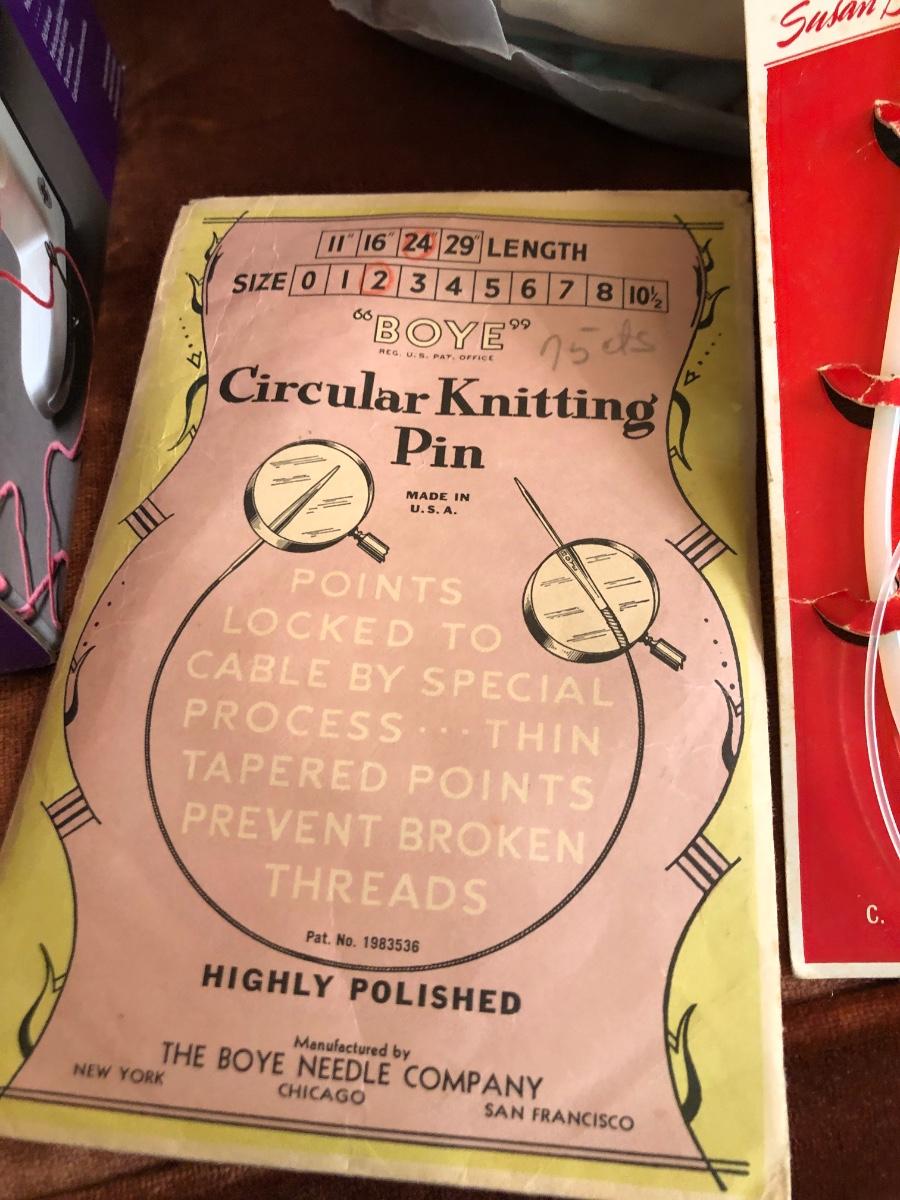 11" 16" 24" 29" LENGTH
SIZE 0 1 2 3 4 5 6 7 8 10½
"BOYE"
REG. U.S. PAT. OFFICE
75 cts
Circular Knitting
Pin
MADE IN
U.S.A.
BOYE
POINTS
LOCKED TO
CABLE BY SPECIAL
PROCESS ··· THIN
TAPERED POINTS
PREVENT BROKEN
THREADS
Pat. No. 1983536
HIGHLY POLISHED
Manufactured by
THE BOYE NEEDLE COMPANY
NEW YORK CHICAGO SAN FRANCISCO
Susan
C.